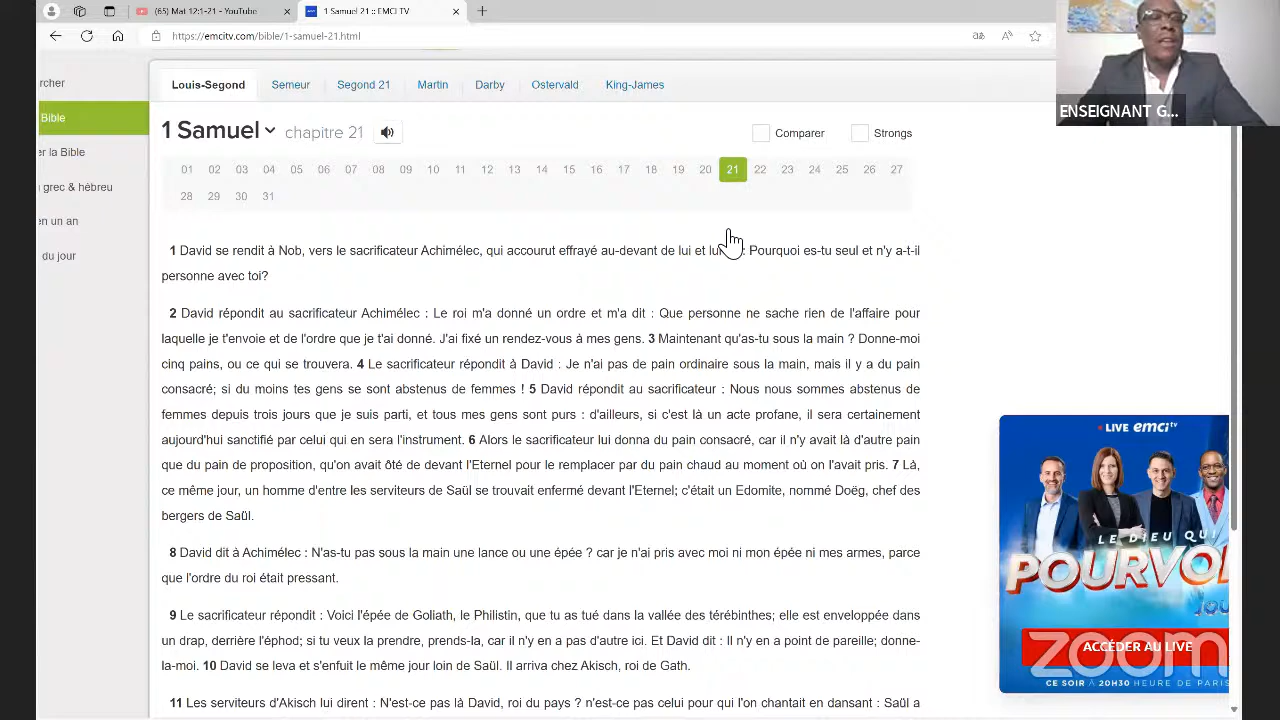 (65) Mat 12:1-21 - YouTube
1 Samuel 21 :: EMCI TV
https://emcitv.com/bible/1-samuel-21.html
rcher
Bible
er la Bible
grec & hébreu
en un an
du jour
Louis-Segond Semeur Segond 21 Martin Darby Ostervald King-James
1 Samuel chapitre 21
Comparer Strongs
01 02 03 04 05 06 07 08 09 10 11 12 13 14 15 16 17 18 19 20 21 22 23 24 25 26 27
28 29 30 31
1 David se rendit à Nob, vers le sacrificateur Achimélec, qui accourut effrayé au-devant de lui et lui : Pourquoi es-tu seul et n'y a-t-il
personne avec toi?
2 David répondit au sacrificateur Achimélec : Le roi m'a donné un ordre et m'a dit : Que personne ne sache rien de l'affaire pour
laquelle je t'envoie et de l'ordre que je t'ai donné. J'ai fixé un rendez-vous à mes gens. 3 Maintenant qu'as-tu sous la main ? Donne-moi
cinq pains, ou ce qui se trouvera. 4 Le sacrificateur répondit à David : Je n'ai pas de pain ordinaire sous la main, mais il y a du pain
consacré; si du moins tes gens se sont abstenus de femmes ! 5 David répondit au sacrificateur : Nous nous sommes abstenus de
femmes depuis trois jours que je suis parti, et tous mes gens sont purs : d'ailleurs, si c'est là un acte profane, il sera certainement
aujourd'hui sanctifié par celui qui en sera l'instrument. 6 Alors le sacrificateur lui donna du pain consacré, car il n'y avait là d'autre pain
que du pain de proposition, qu'on avait ôté de devant l'Eternel pour le remplacer par du pain chaud au moment où on l'avait pris. 7 Là,
ce même jour, un homme d'entre les serviteurs de Saül se trouvait enfermé devant l'Eternel; c'était un Edomite, nommé Doëg, chef des
bergers de Saûl.
8 David dit à Achimélec : N'as-tu pas sous la main une lance ou une épée ? car je n'ai pris avec moi ni mon épée ni mes armes, parce
que l'ordre du roi était pressant.
9 Le sacrificateur répondit : Voici l'épée de Goliath, le Philistin, que tu as tué dans la vallée des térébinthes; elle est enveloppée dans
un drap, derrière l'éphod; si tu veux la prendre, prends-la, car il n'y en a pas d'autre ici. Et David dit : Il n'y en a point de pareille; donne-
la-moi. 10 David se leva et s'enfuit le même jour loin de Saül. Il arriva chez Akisch, roi de Gath.
11 Les serviteurs d'Akisch lui dirent : N'est-ce pas là David, roi du pays ? n'est-ce pas celui pour qui l'on chantait en dansant : Saül a
ENSEIGNANT G...
LIVE emci tv
LE DIEU QUI
POURVOI
JOU
ACCÉDER AU LIVE
zoom
CE SOIR À 20H30 HEURE DE PARIS